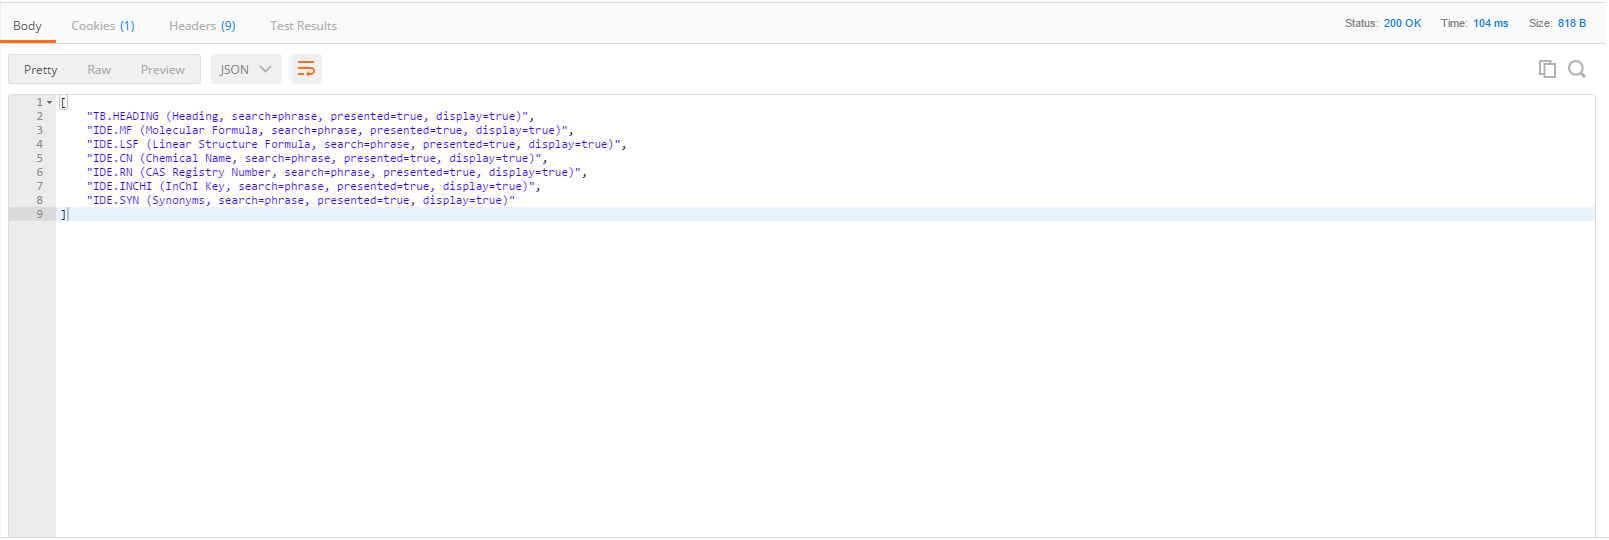 Body Cookies (1) Headers (9) Test Results Status: 200 OK Time: 104 ms Size: 818 B
Pretty Raw Preview JSON
1 [
2 "TB.HEADING (Heading, search=phrase, presented=true, display=true)",
3 "IDE.MF (Molecular Formula, search=phrase, presented=true, display=true)",
4 "IDE.LSF (Linear Structure Formula, search=phrase, presented=true, display=true)",
5 "IDE.CN (Chemical Name, search=phrase, presented=true, display=true)",
6 "IDE.RN (CAS Registry Number, search=phrase, presented=true, display=true)",
7 "IDE.INCHI (InChI Key, search=phrase, presented=true, display=true)",
8 "IDE.SYN (Synonyms, search=phrase, presented=true, display=true)"
9 ]